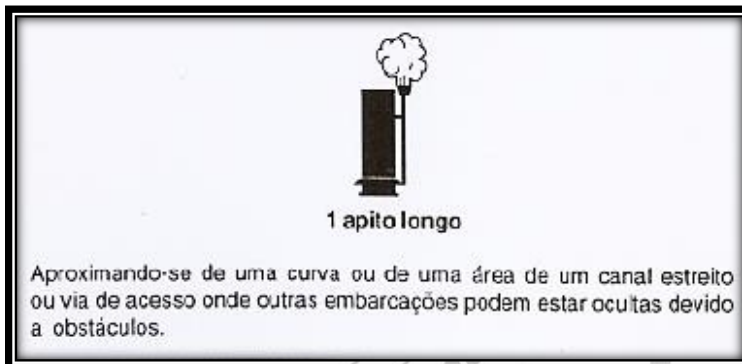 1 apito longo
Aproximando-se de uma curva ou de uma área de um canal estreito
ou via de acesso onde outras embarcações podem estar ocultas devido
a obstáculos.